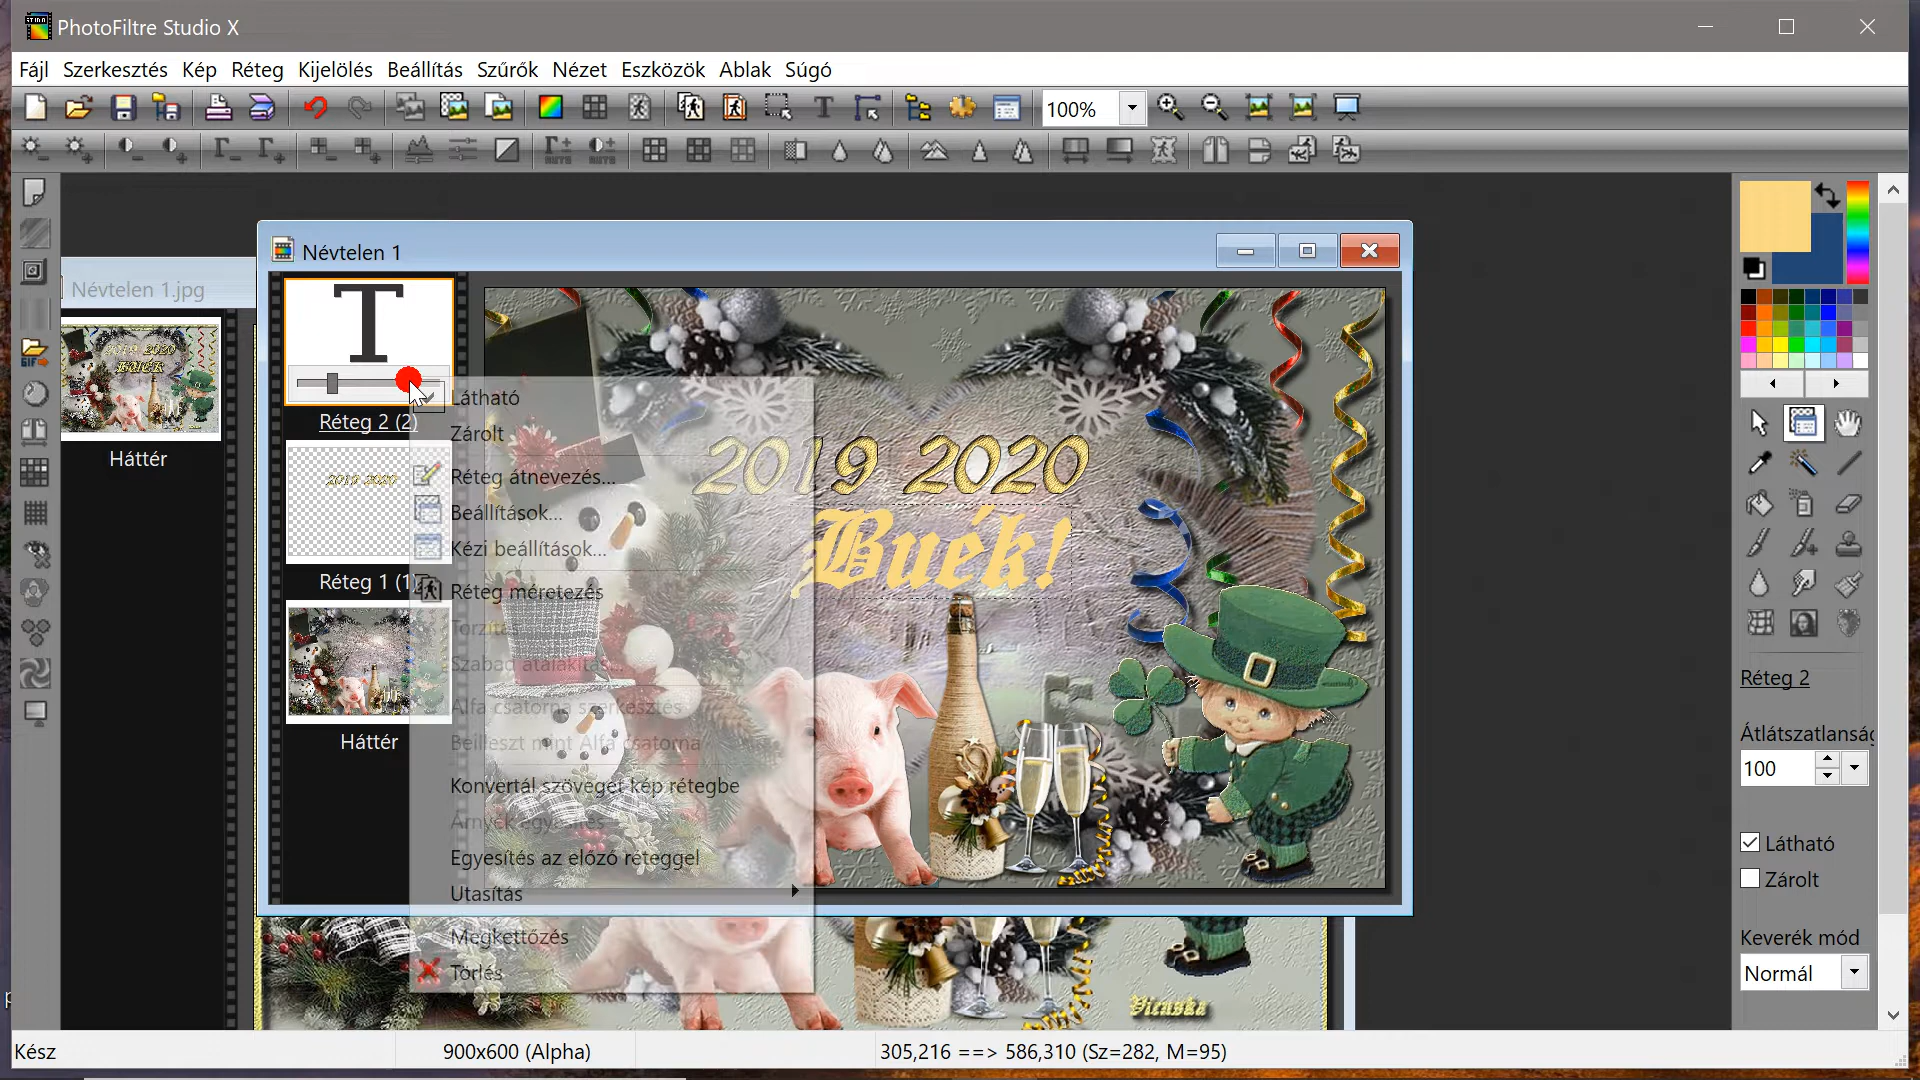 PhotoFiltre Studio X
Fájl Szerkesztés Kép Réteg Kijelölés Beállítás Szűrők Nézet Eszközök Ablak Súgó
100%
Névtelen 1.jpg
Háttér
Névtelen 1
T
Réteg 2 (2)
2019 2020
Réteg 1 (1)
Háttér
Látható
Zárolt
Réteg átnevezés...
Beállítások...
Kézi beállítások...
Réteg méretezés
Szabad átalakítás...
Alfa csatorna szerkesztés
Beilleszt mint Alfa csatorna
Konvertál szöveget kép rétegbe
Árnyék egyesítés
Egyesítés az előző réteggel
Utasítás
Megkettőzés
Törlés
2019 2020
Buék!
Vicuska
Réteg 2
Átlátszatlanság
100
Látható
Zárolt
Keverék mód
Normál
Kész
900x600 (Alpha)
305,216 ==> 586,310 (Sz=282, M=95)